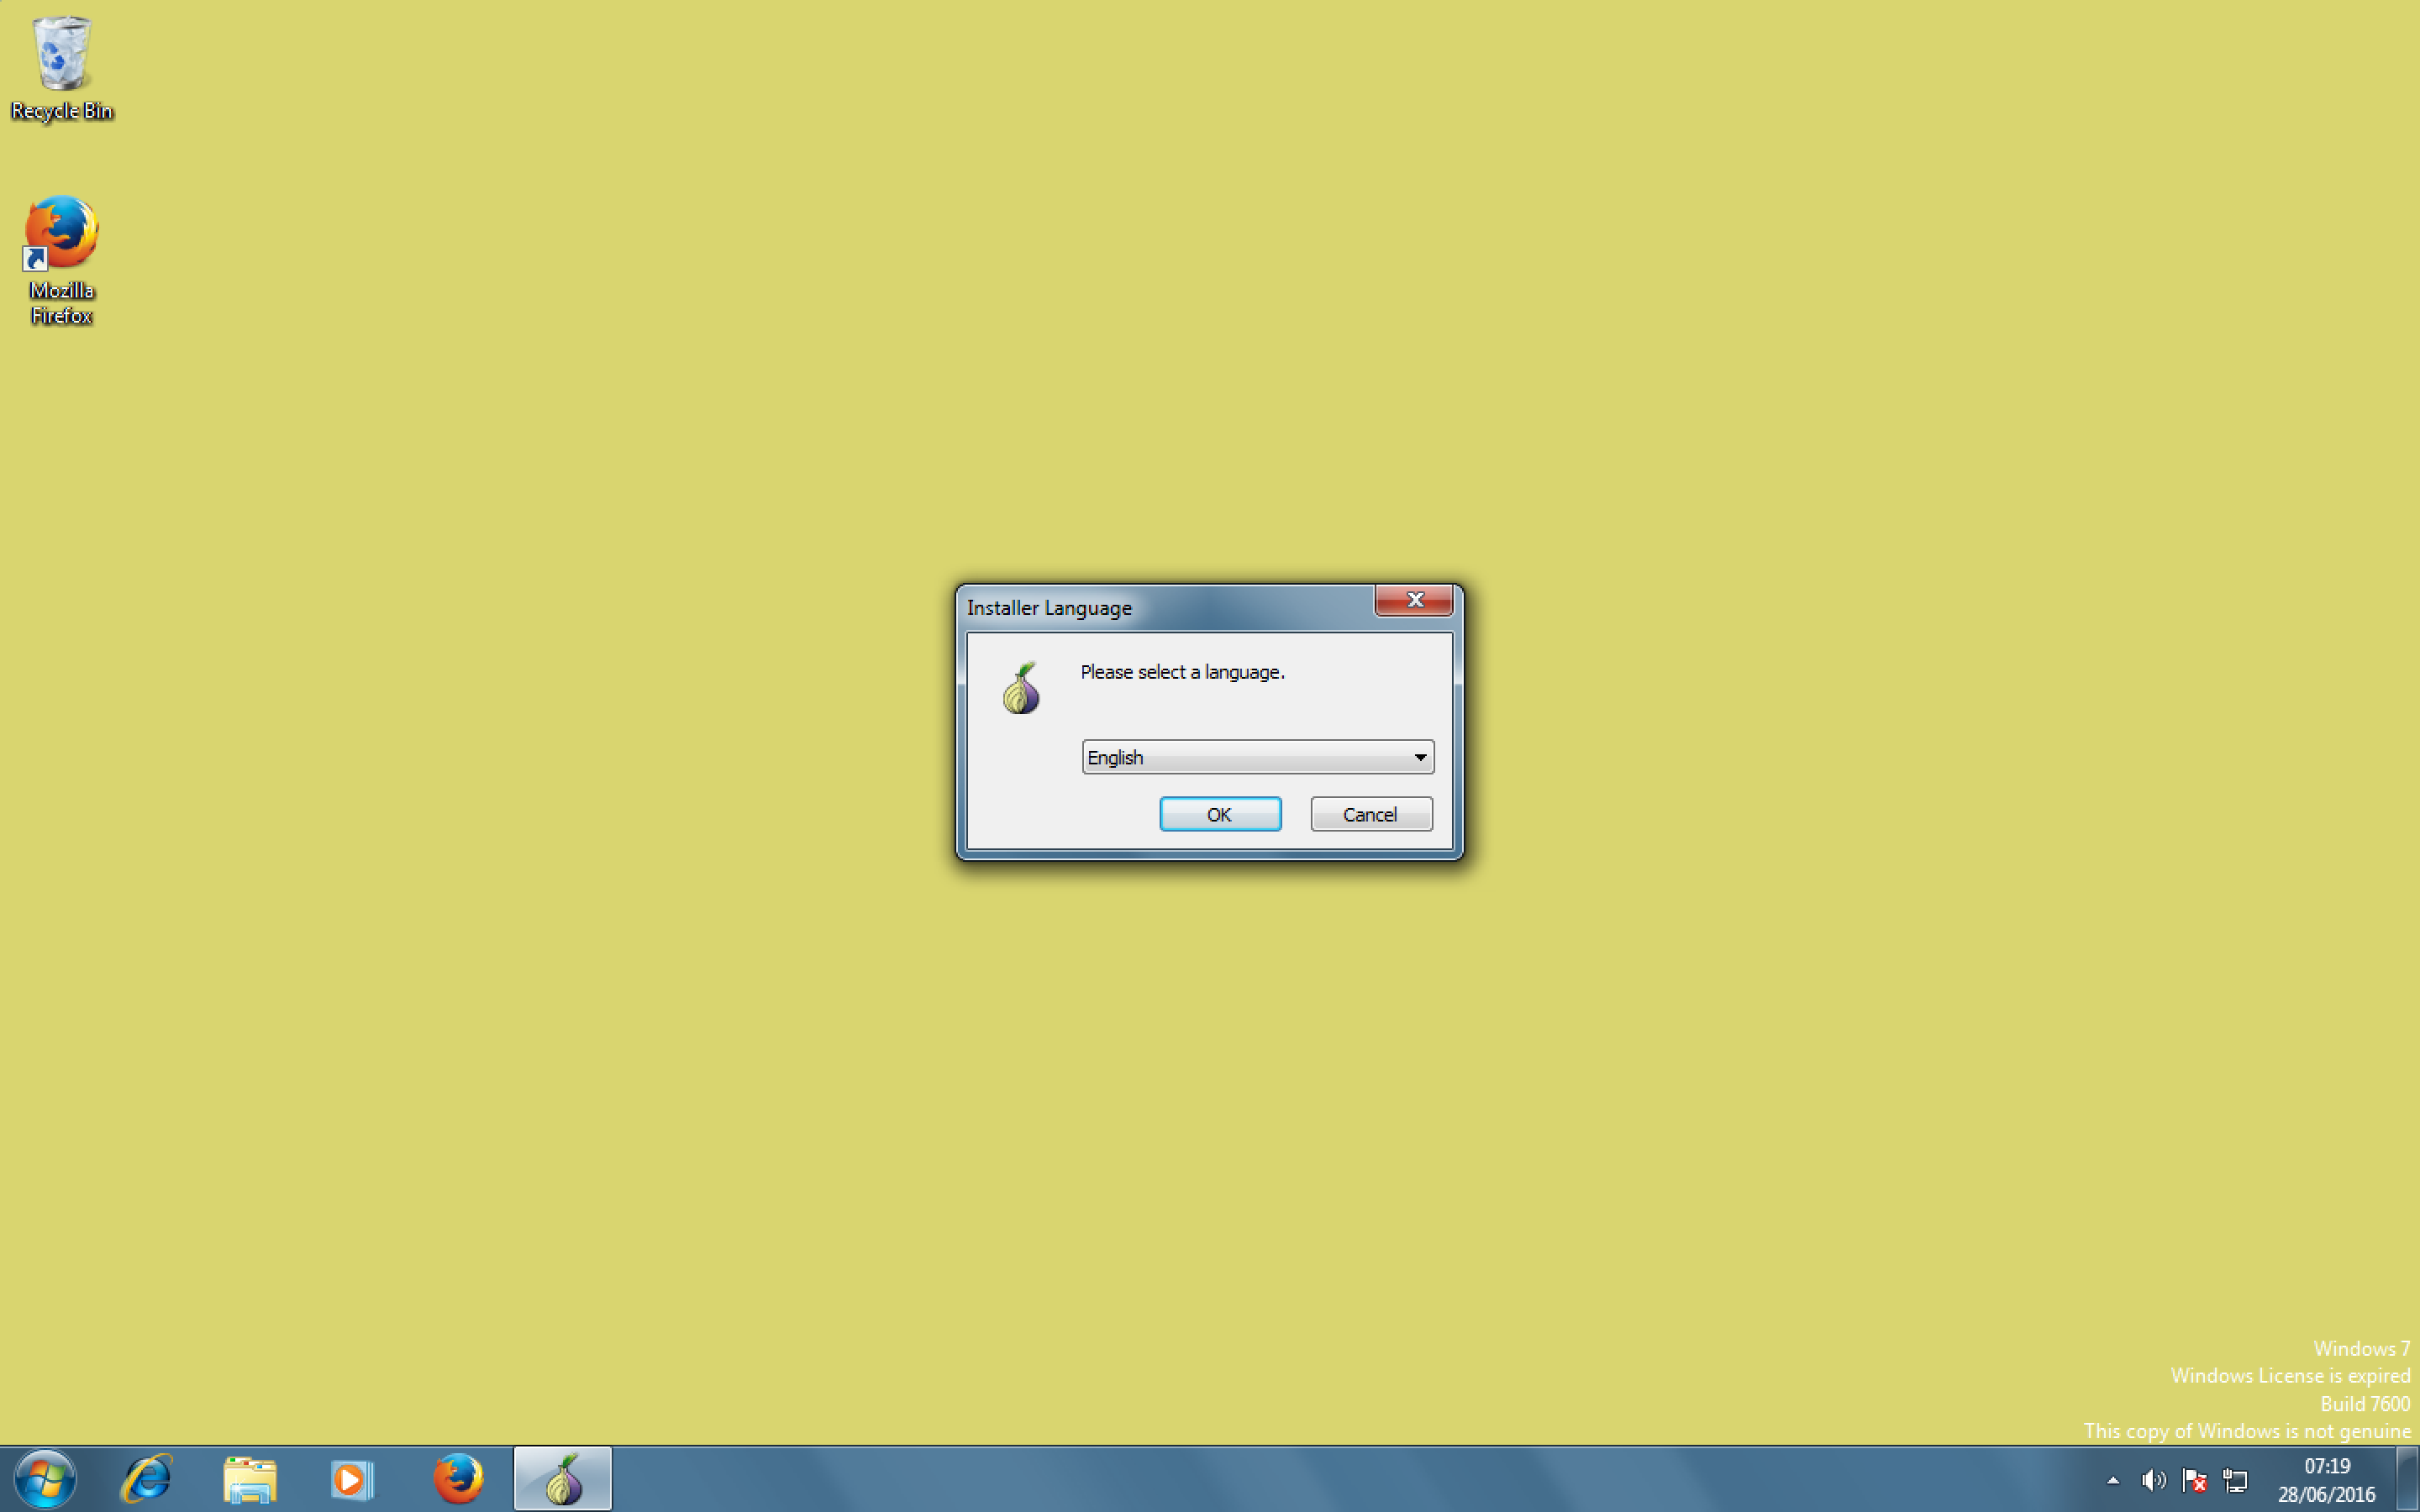 Recycle Bin
Mozilla
Firefox
Installer Language
Please select a language.
English
OK
Cancel
Windows 7
Windows License is expired
Build 7600
This copy of Windows is not genuine
07:19
28/06/2016